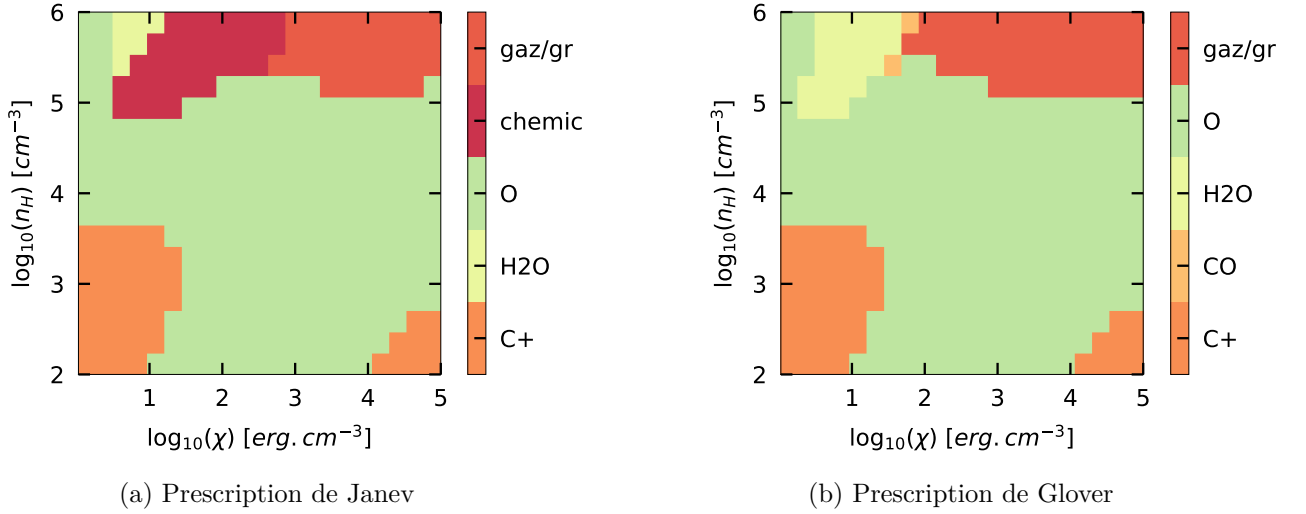 6
5
4
3
2
log₁₀(n_H) [cm⁻³]
1 2 3 4 5
log₁₀(χ) [erg.cm⁻³]
gaz/gr
chemic
O
H2O
C+
(a) Prescription de Janev
6
5
4
3
2
log₁₀(n_H) [cm⁻³]
1 2 3 4 5
log₁₀(χ) [erg.cm⁻³]
gaz/gr
O
H2O
CO
C+
(b) Prescription de Glover